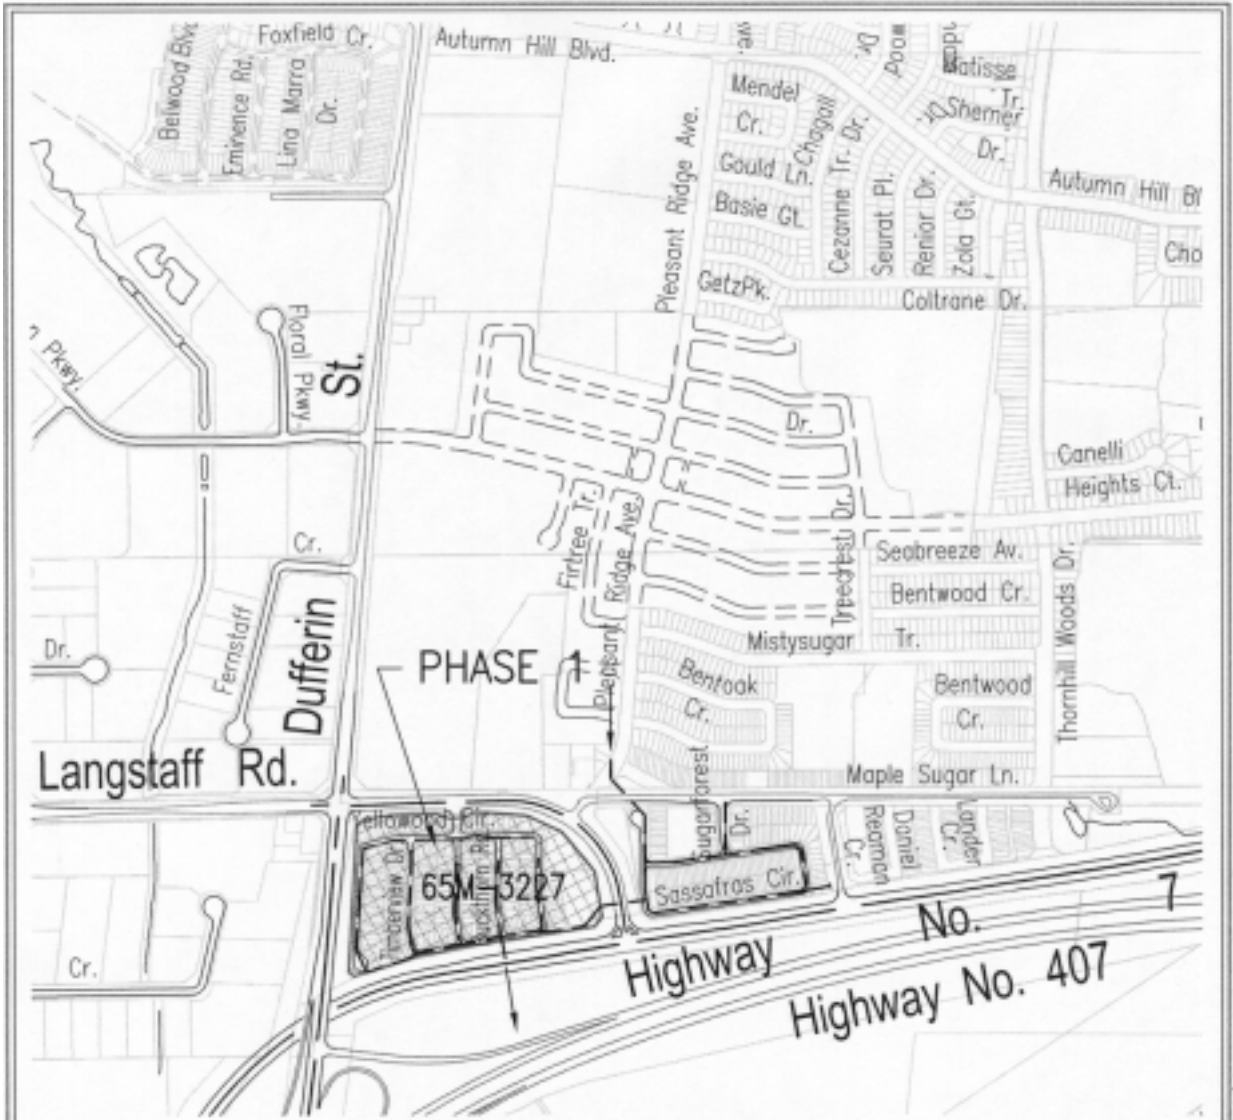 Foxfield Cr.
Autumn Hill Blvd.
Belwood Blvd
Eminence Rd.
Lina Marra
Dr.
we.
Dr.
Matisse
Tr.
Mendel
Cr.
Chagall
Dr.
Shemer
Dr.
Pleasant Ridge Ave.
Gould Ln.
Basie Gt.
Cezanne Tr.
Dr.
Seurat Pl.
Renior Dr.
Zola Gt.
Autumn Hill Bl
Cho
GetzPk.
Coltrane Dr.
Floral Pkwy.
Pkwy.
St.
Dr.
Canelli
Heights Ct.
Firtree Tr.
Ridge Ave.
Treecrest Dr.
Seabreeze Av.
Cr.
Bentwood Cr.
Thornhill Woods Dr.
Fernstaff
Dufferin
Mistysugar
Tr.
Dr.
PHASE 1
Pleasant
Bentoak
Cr.
Bentwood
Cr.
Langstaff Rd.
Maple Sugar Ln.
Sugarforest
Dr.
Yellowood Cir.
Reaman
Cr.
Daniel
Lander
Cr.
65M-3227
Sassafras Cir.
Cr.
Highway
No.
7
Highway No. 407